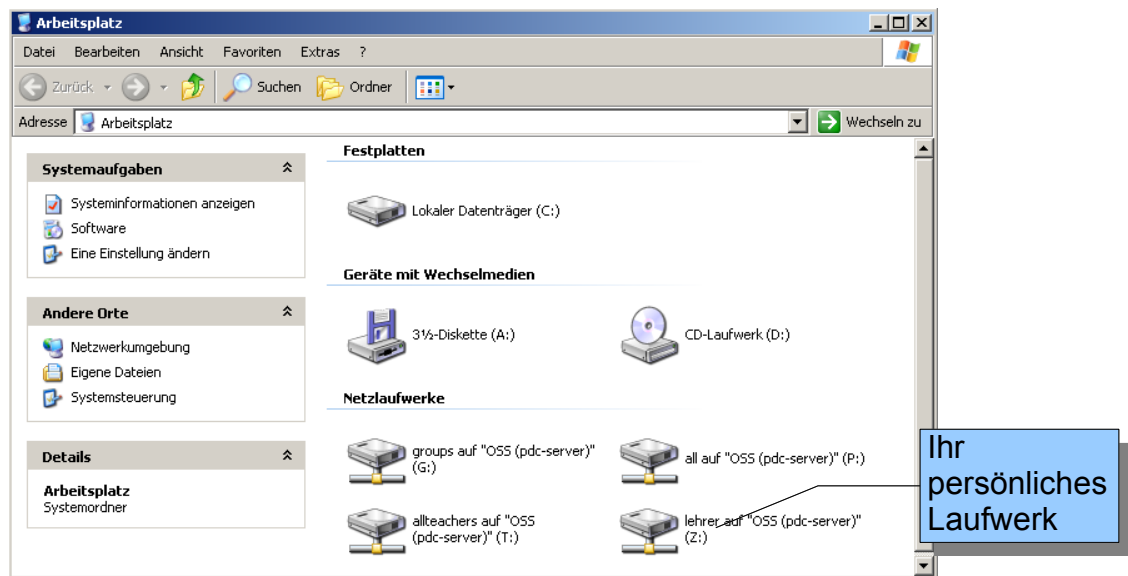 Arbeitsplatz
Datei Bearbeiten Ansicht Favoriten Extras ?
Zurück Suchen Ordner
Adresse Arbeitsplatz Wechseln zu
Systemaufgaben
Systeminformationen anzeigen
Software
Eine Einstellung ändern
Andere Orte
Netzwerkumgebung
Eigene Dateien
Systemsteuerung
Details
Arbeitsplatz
Systemordner
Festplatten
Lokaler Datenträger (C:)
Geräte mit Wechselmedien
3½-Diskette (A:)
CD-Laufwerk (D:)
Netzlaufwerke
groups auf "OSS (pdc-server)"
(G:)
all auf "OSS (pdc-server)" (P:)
allteachers auf "OSS
(pdc-server)" (T:)
lehrer auf "OSS (pdc-server)"
(Z:)
Ihr
persönliches
Laufwerk